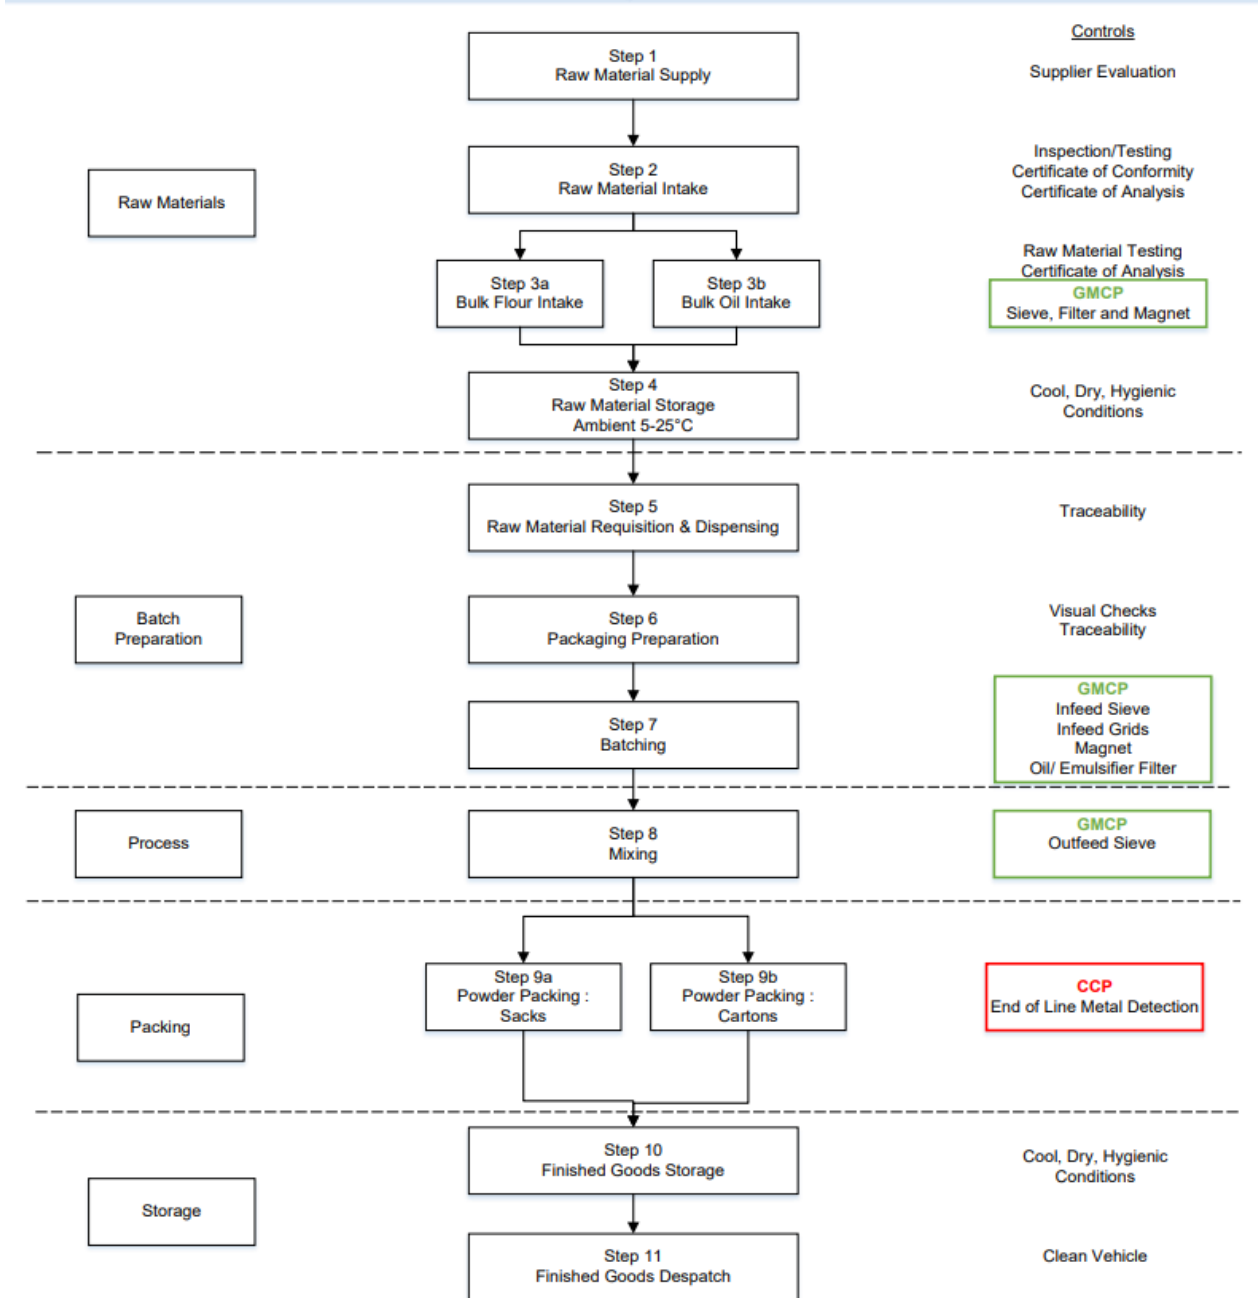 Controls
Step 1
Raw Material Supply
Supplier Evaluation
Step 2
Raw Material Intake
Inspection/Testing
Certificate of Conformity
Certificate of Analysis
Raw Materials
Step 3a
Bulk Flour Intake
Step 3b
Bulk Oil Intake
Raw Material Testing
Certificate of Analysis
GMCP
Sieve, Filter and Magnet
Step 4
Raw Material Storage
Ambient 5-25°C
Cool, Dry, Hygienic
Conditions
Step 5
Raw Material Requisition & Dispensing
Traceability
Batch
Preparation
Step 6
Packaging Preparation
Visual Checks
Traceability
Step 7
Batching
GMCP
Infeed Sieve
Infeed Grids
Magnet
Oil/ Emulsifier Filter
Process
Step 8
Mixing
GMCP
Outfeed Sieve
Packing
Step 9a
Powder Packing :
Sacks
Step 9b
Powder Packing :
Cartons
CCP
End of Line Metal Detection
Step 10
Finished Goods Storage
Cool, Dry, Hygienic
Conditions
Storage
Step 11
Finished Goods Despatch
Clean Vehicle